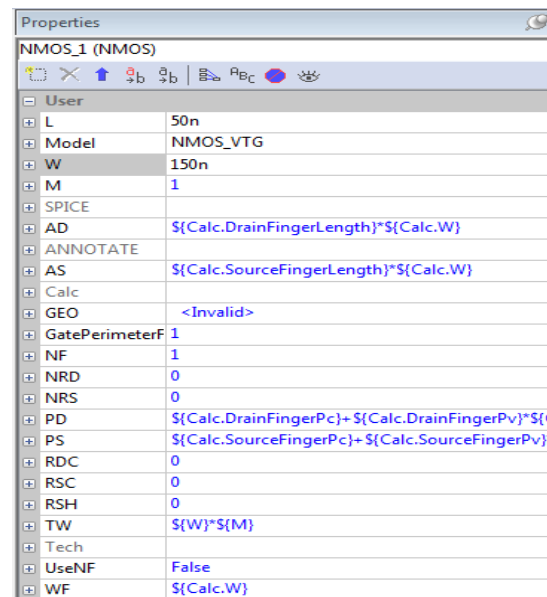 Properties
NMOS_1 (NMOS)
a b a b ABC
User
L 50n
Model NMOS_VTG
W 150n
M 1
SPICE
AD ${Calc.DrainFingerLength}*${Calc.W}
ANNOTATE
AS ${Calc.SourceFingerLength}*${Calc.W}
Calc
GEO <Invalid>
GatePerimeterF 1
NF 1
NRD 0
NRS 0
PD ${Calc.DrainFingerPc}+${Calc.DrainFingerPv}*${
PS ${Calc.SourceFingerPc}+${Calc.SourceFingerPv}
RDC 0
RSC 0
RSH 0
TW ${W}*${M}
Tech
UseNF False
WF ${Calc.W}